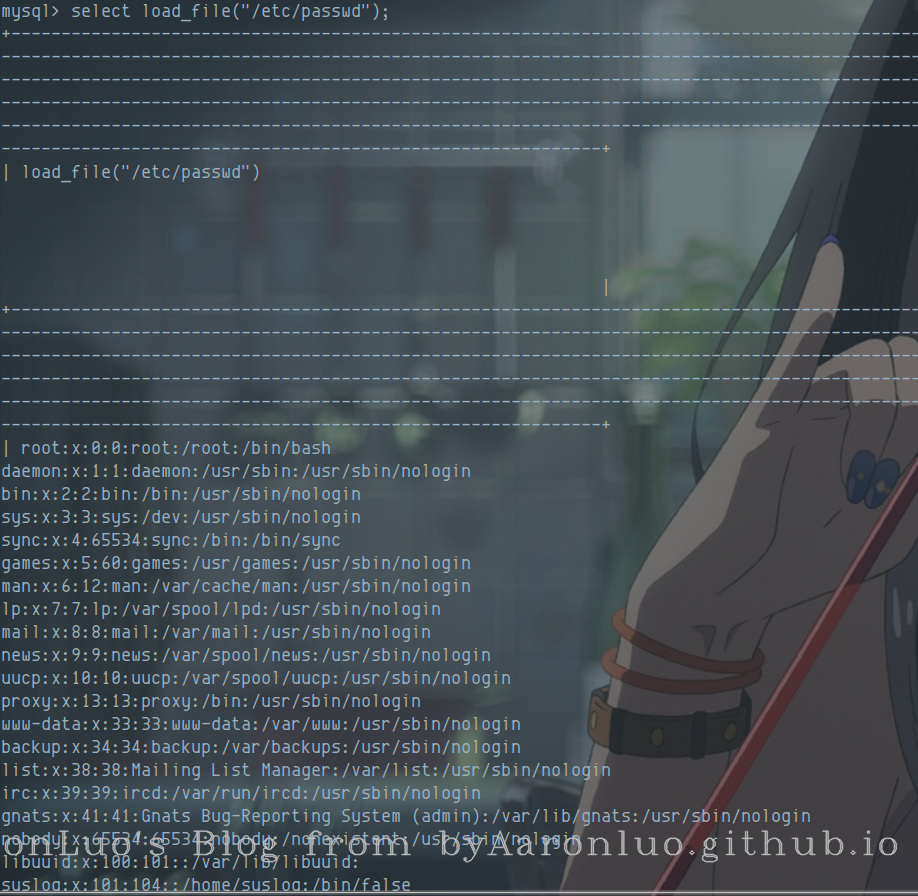 mysql> select load_file("/etc/passwd");
+--------------------------------------------------------------------------------------------
--------------------------------------------------------------------------------------------
--------------------------------------------------------------------------------------------
--------------------------------------------------------------------------------------------
--------------------------------------------------------------------------------------------
------------------------------------------------------------+
| load_file("/etc/passwd")
|
+--------------------------------------------------------------------------------------------
--------------------------------------------------------------------------------------------
--------------------------------------------------------------------------------------------
--------------------------------------------------------------------------------------------
--------------------------------------------------------------------------------------------
------------------------------------------------------------+
| root:x:0:0:root:/root:/bin/bash
daemon:x:1:1:daemon:/usr/sbin:/usr/sbin/nologin
bin:x:2:2:bin:/bin:/usr/sbin/nologin
sys:x:3:3:sys:/dev:/usr/sbin/nologin
sync:x:4:65534:sync:/bin:/bin/sync
games:x:5:60:games:/usr/games:/usr/sbin/nologin
man:x:6:12:man:/var/cache/man:/usr/sbin/nologin
lp:x:7:7:lp:/var/spool/lpd:/usr/sbin/nologin
mail:x:8:8:mail:/var/mail:/usr/sbin/nologin
news:x:9:9:news:/var/spool/news:/usr/sbin/nologin
uucp:x:10:10:uucp:/var/spool/uucp:/usr/sbin/nologin
proxy:x:13:13:proxy:/bin:/usr/sbin/nologin
www-data:x:33:33:www-data:/var/www:/usr/sbin/nologin
backup:x:34:34:backup:/var/backups:/usr/sbin/nologin
list:x:38:38:Mailing List Manager:/var/list:/usr/sbin/nologin
irc:x:39:39:ircd:/var/run/ircd:/usr/sbin/nologin
gnats:x:41:41:Gnats Bug-Reporting System (admin):/var/lib/gnats:/usr/sbin/nologin
nobody:x:65534:65534:nobody:/nonexistent:/usr/sbin/nologin
onLuo's Blog from byAaronluo.github.io
libuuid:x:100:101::/var/lib/libuuid:
syslog:x:101:104::/home/syslog:/bin/false